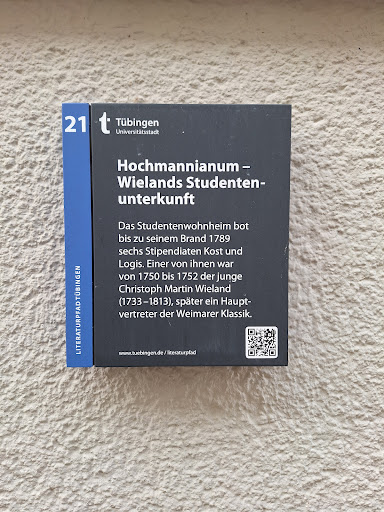 21
t Tübingen
Universitätsstadt
Hochmannianum –
Wielands Studenten-
unterkunft
Das Studentenwohnheim bot
bis zu seinem Brand 1789
sechs Stipendiaten Kost und
Logis. Einer von ihnen war
von 1750 bis 1752 der junge
Christoph Martin Wieland
(1733–1813), später ein Haupt-
vertreter der Weimarer Klassik.
www.tuebingen.de / literaturpfad
LITERATURPFADTÜBINGEN